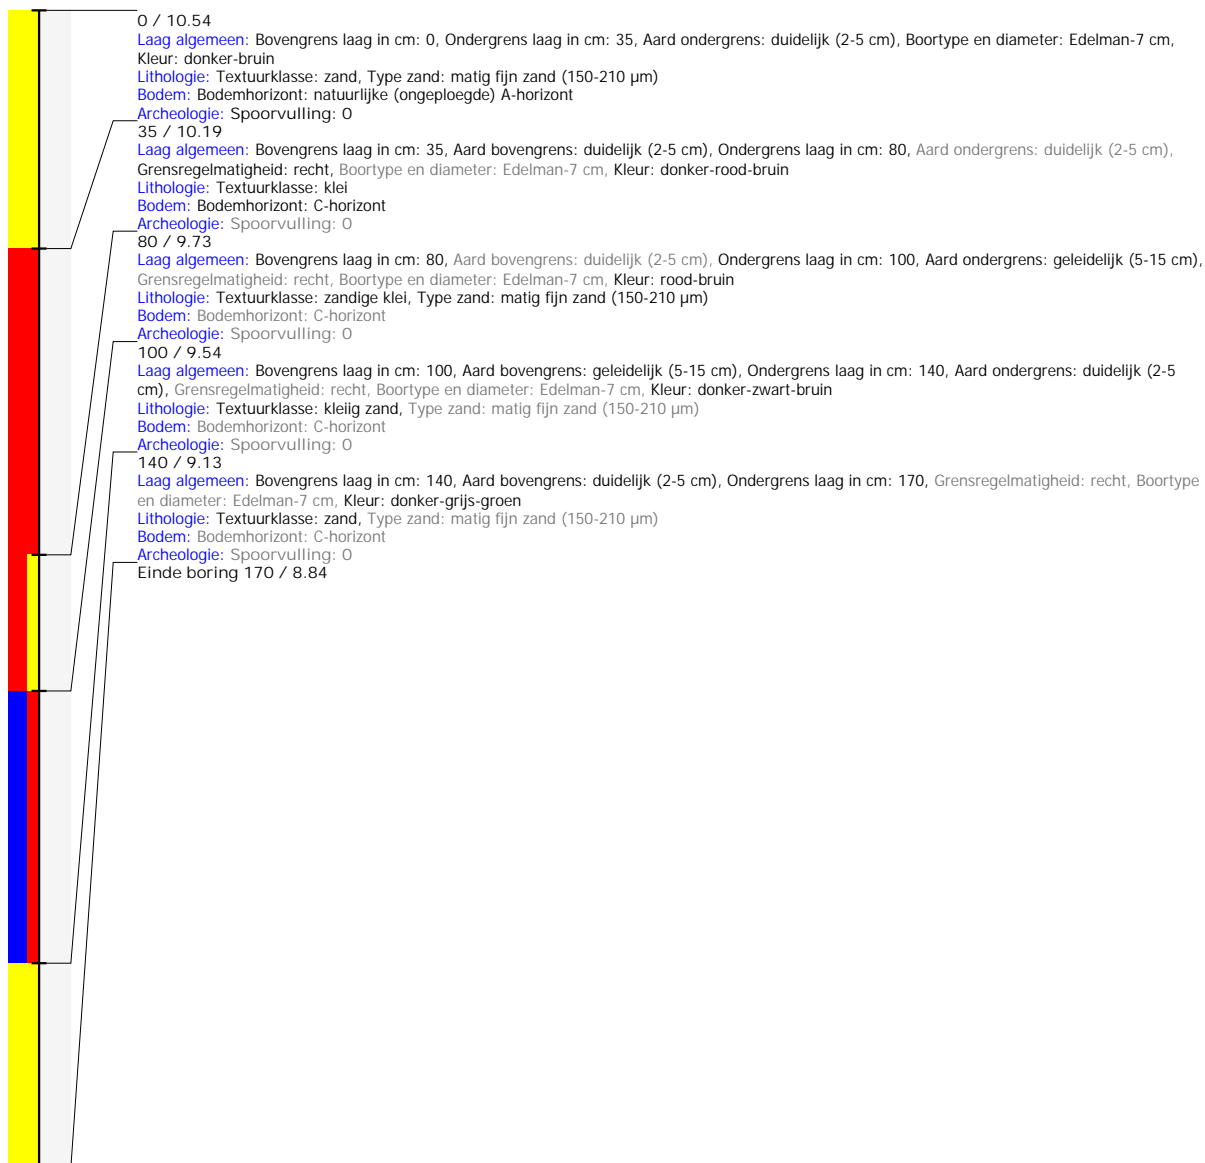 0 / 10.54
Laag algemeen: Bovengrens laag in cm: 0, Ondergrens laag in cm: 35, Aard ondergrens: duidelijk (2-5 cm), Boortype en diameter: Edelman-7 cm,
Kleur: donker-bruin
Lithologie: Textuurklasse: zand, Type zand: matig fijn zand (150-210 µm)
Bodem: Bodemhorizont: natuurlijke (ongeploegde) A-horizont
Archeologie: Spoorvulling: 0
35 / 10.19
Laag algemeen: Bovengrens laag in cm: 35, Aard bovengrens: duidelijk (2-5 cm), Ondergrens laag in cm: 80, Aard ondergrens: duidelijk (2-5 cm),
Grensregelmatigheid: recht, Boortype en diameter: Edelman-7 cm, Kleur: donker-rood-bruin
Lithologie: Textuurklasse: klei
Bodem: Bodemhorizont: C-horizont
Archeologie: Spoorvulling: 0
80 / 9.73
Laag algemeen: Bovengrens laag in cm: 80, Aard bovengrens: duidelijk (2-5 cm), Ondergrens laag in cm: 100, Aard ondergrens: geleidelijk (5-15 cm),
Grensregelmatigheid: recht, Boortype en diameter: Edelman-7 cm, Kleur: rood-bruin
Lithologie: Textuurklasse: zandige klei, Type zand: matig fijn zand (150-210 µm)
Bodem: Bodemhorizont: C-horizont
Archeologie: Spoorvulling: 0
100 / 9.54
Laag algemeen: Bovengrens laag in cm: 100, Aard bovengrens: geleidelijk (5-15 cm), Ondergrens laag in cm: 140, Aard ondergrens: duidelijk (2-5
cm), Grensregelmatigheid: recht, Boortype en diameter: Edelman-7 cm, Kleur: donker-zwart-bruin
Lithologie: Textuurklasse: kleiig zand, Type zand: matig fijn zand (150-210 µm)
Bodem: Bodemhorizont: C-horizont
Archeologie: Spoorvulling: 0
140 / 9.13
Laag algemeen: Bovengrens laag in cm: 140, Aard bovengrens: duidelijk (2-5 cm), Ondergrens laag in cm: 170, Grensregelmatigheid: recht, Boortype
en diameter: Edelman-7 cm, Kleur: donker-grijs-groen
Lithologie: Textuurklasse: zand, Type zand: matig fijn zand (150-210 µm)
Bodem: Bodemhorizont: C-horizont
Archeologie: Spoorvulling: 0
Einde boring 170 / 8.84